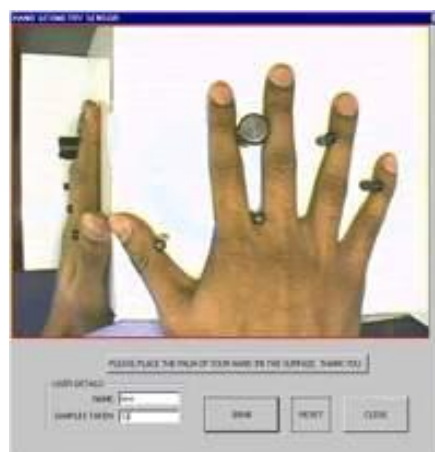 HAND GEOMETRY SENSOR
PLEASE PLACE THE PALM OF YOUR HAND ON THE SURFACE. THANK YOU
USER DETAILS
NAME
SAMPLES TAKEN
RESET
CLOSE